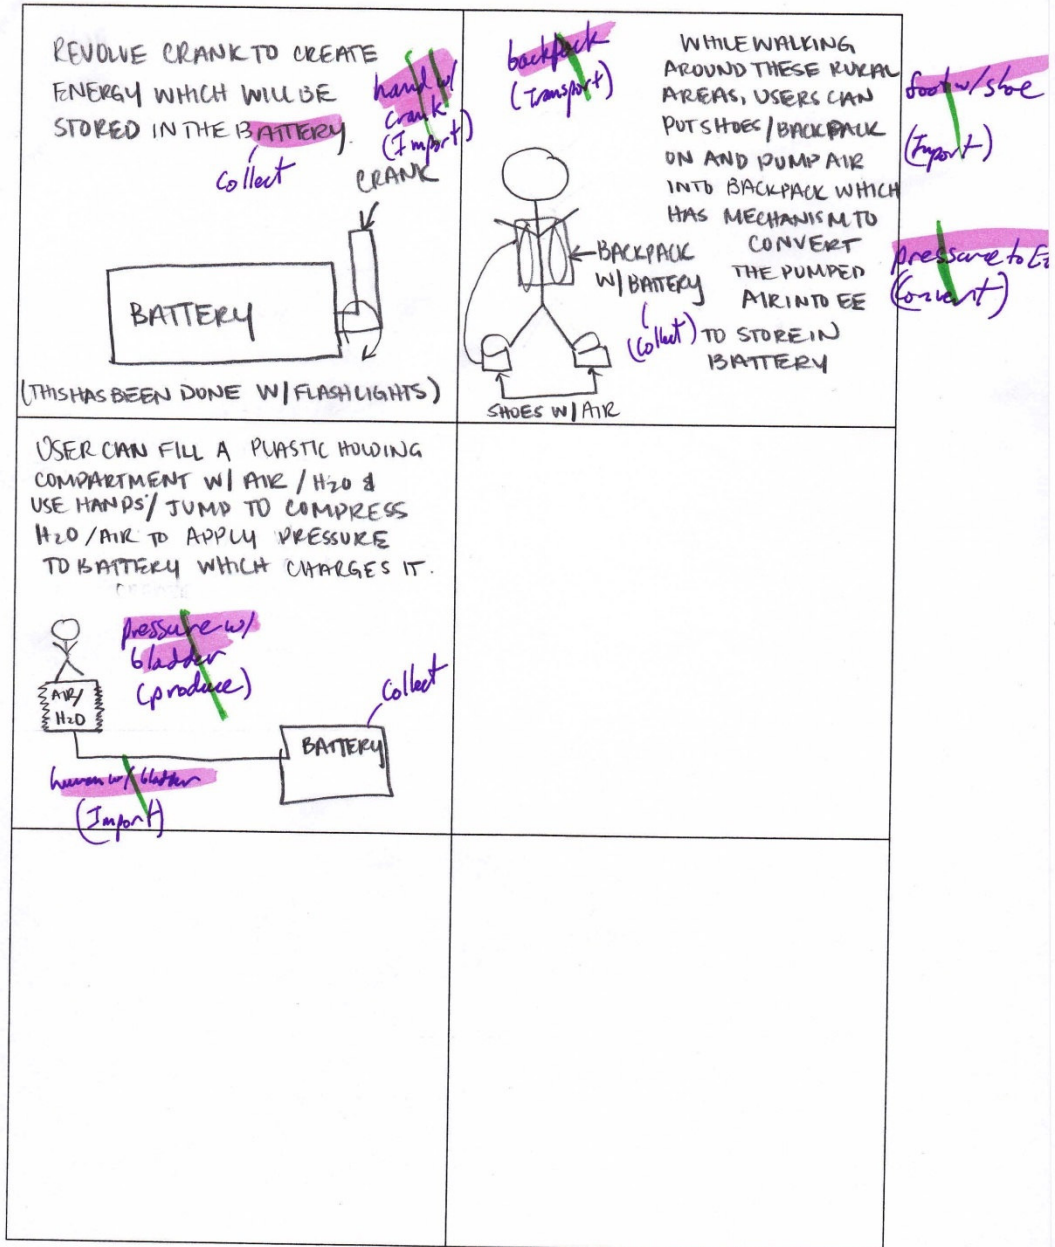 REVOLVE CRANK TO CREATE
ENERGY WHICH WILL BE
STORED IN THE BATTERY.
collect
hand w/
crank
(Import)
CRANK
BATTERY
(THIS HAS BEEN DONE W/ FLASHLIGHTS)
backpack
(Transport)
WHILE WALKING
AROUND THESE RURAL
AREAS, USERS CAN
PUT SHOES/BACKPACK
ON AND PUMP AIR
INTO BACKPACK WHICH
HAS MECHANISM TO
CONVERT
THE PUMPED
AIR INTO EE
TO STORE IN
BATTERY
BACKPACK
W/ BATTERY
(collect)
SHOES W/ AIR
foot w/ shoe
(Import)
pressure to E
(Convert)
USER CAN FILL A PLASTIC HOLDING
COMPARTMENT W/ AIR / H2O &
USE HANDS/ JUMP TO COMPRESS
H2O/AIR TO APPLY PRESSURE
TO BATTERY WHICH CHARGES IT.
pressure w/
bladder
(produce)
AIR/
H2O
collect
BATTERY
human w/ bladder
(Import)